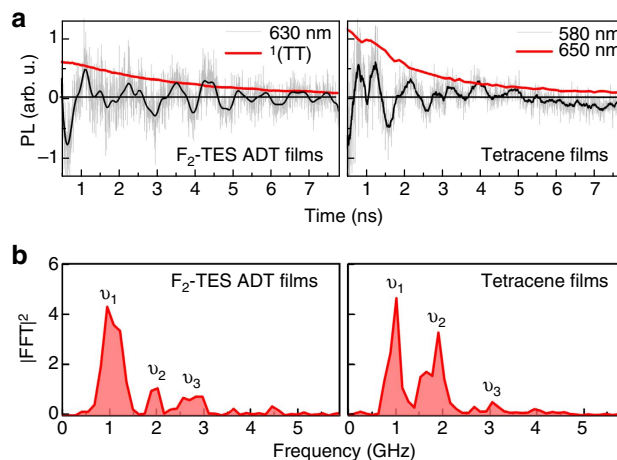 a
630 nm
¹(TT)
580 nm
650 nm
PL (arb. u.)
1
0
−1
F₂-TES ADT films
Tetracene films
1 2 3 4 5 6 7
1 2 3 4 5 6 7
Time (ns)
b
|FFT|²
6
4
2
0
F₂-TES ADT films
Tetracene films
υ₁
υ₂
υ₃
υ₁
υ₂
υ₃
0 1 2 3 4 5
0 1 2 3 4 5
Frequency (GHz)